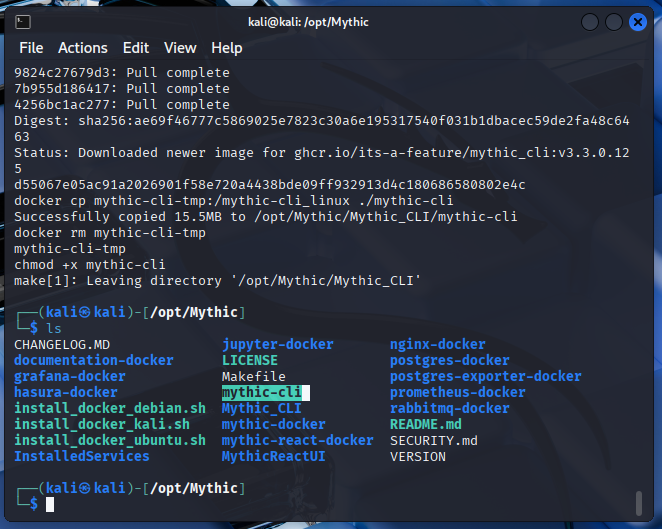 kali@kali: /opt/Mythic
File Actions Edit View Help
9824c27679d3: Pull complete
7b955d186417: Pull complete
4256bc1ac277: Pull complete
Digest: sha256:ae69f46777c5869025e7823c30a6e195317540f031b1dbacec59de2fa48c64
63
Status: Downloaded newer image for ghcr.io/its-a-feature/mythic_cli:v3.3.0.12
5
d55067e05ac91a2026901f58e720a4438bde09ff932913d4c180686580802e4c
docker cp mythic-cli-tmp:/mythic-cli_linux ./mythic-cli
Successfully copied 15.5MB to /opt/Mythic/Mythic_CLI/mythic-cli
docker rm mythic-cli-tmp
mythic-cli-tmp
chmod +x mythic-cli
make[1]: Leaving directory '/opt/Mythic/Mythic_CLI'
┌──(kali㉿kali)-[/opt/Mythic]
└─$ ls
CHANGELOG.MD jupyter-docker nginx-docker
documentation-docker LICENSE postgres-docker
grafana-docker Makefile postgres-exporter-docker
hasura-docker mythic-cli prometheus-docker
install_docker_debian.sh Mythic_CLI rabbitmq-docker
install_docker_kali.sh mythic-docker README.md
install_docker_ubuntu.sh mythic-react-docker SECURITY.md
InstalledServices MythicReactUI VERSION
┌──(kali㉿kali)-[/opt/Mythic]
└─$